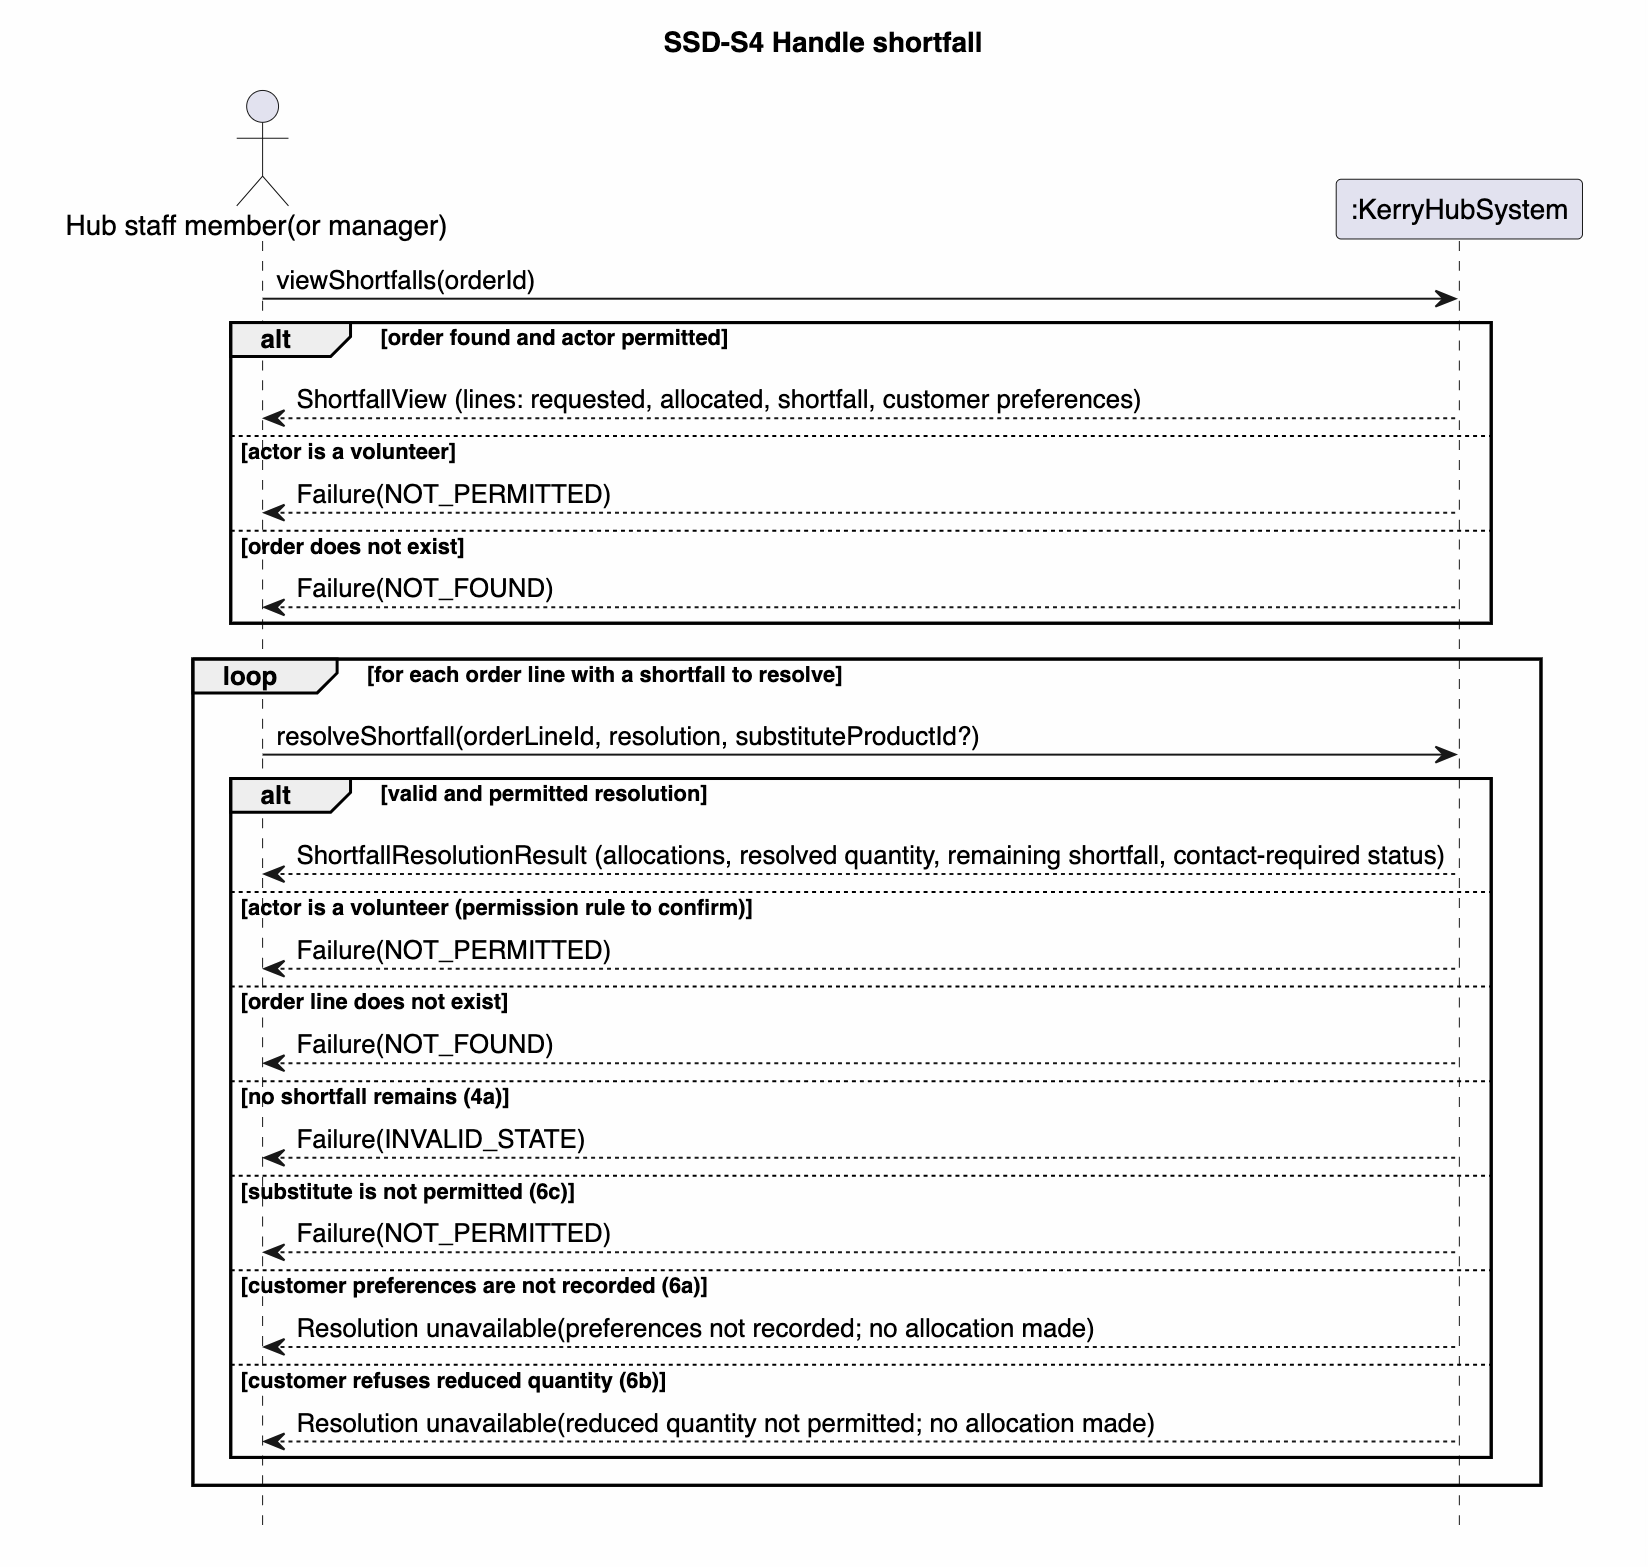 SSD-S4 Handle shortfall
Hub staff member(or manager)
:KerryHubSystem
viewShortfalls(orderId)
alt [order found and actor permitted]
ShortfallView (lines: requested, allocated, shortfall, customer preferences)
[actor is a volunteer]
Failure(NOT_PERMITTED)
[order does not exist]
Failure(NOT_FOUND)
loop [for each order line with a shortfall to resolve]
resolveShortfall(orderLineId, resolution, substituteProductId?)
alt [valid and permitted resolution]
ShortfallResolutionResult (allocations, resolved quantity, remaining shortfall, contact-required status)
[actor is a volunteer (permission rule to confirm)]
Failure(NOT_PERMITTED)
[order line does not exist]
Failure(NOT_FOUND)
[no shortfall remains (4a)]
Failure(INVALID_STATE)
[substitute is not permitted (6c)]
Failure(NOT_PERMITTED)
[customer preferences are not recorded (6a)]
Resolution unavailable(preferences not recorded; no allocation made)
[customer refuses reduced quantity (6b)]
Resolution unavailable(reduced quantity not permitted; no allocation made)